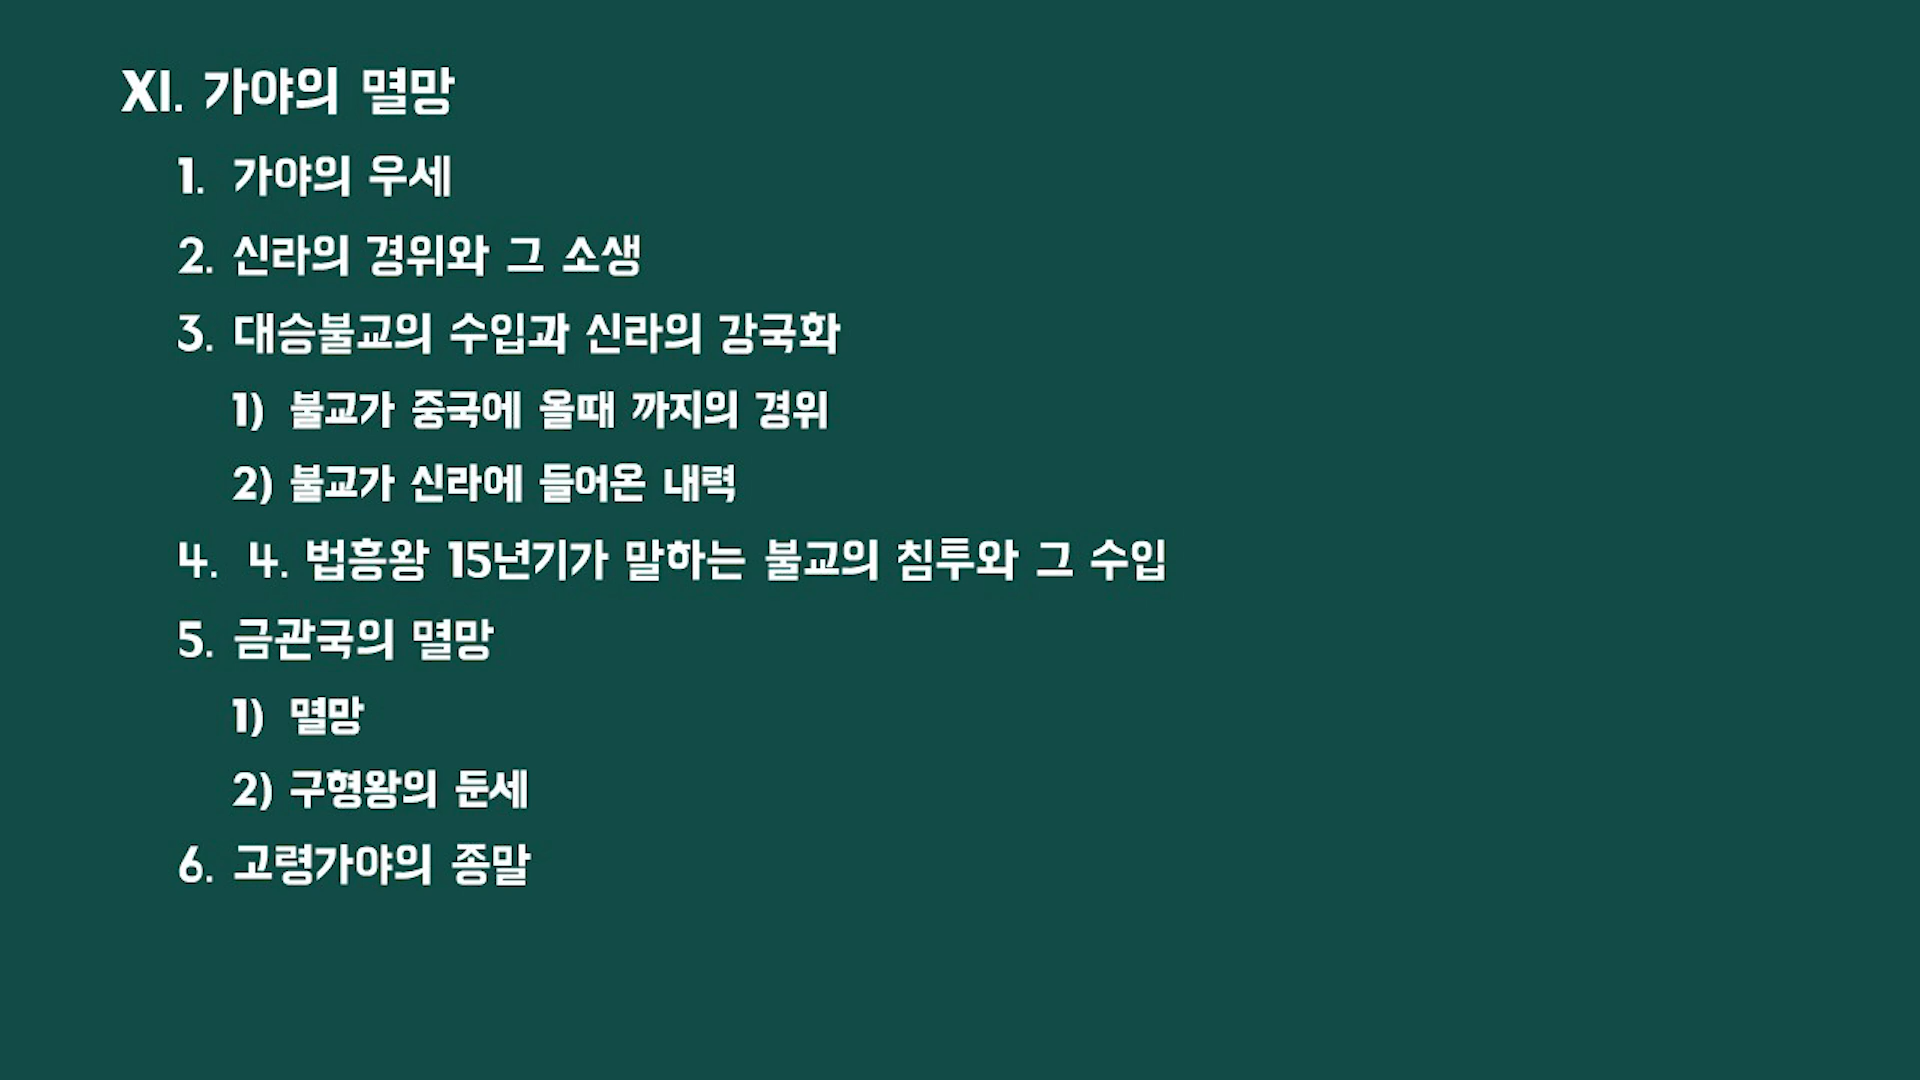 XI. 가야의 멸망
1. 가야의 우세
2. 신라의 경위와 그 소생
3. 대승불교의 수입과 신라의 강국화
1) 불교가 중국에 올때 까지의 경위
2) 불교가 신라에 들어온 내력
4. 4. 법흥왕 15년기가 말하는 불교의 침투와 그 수입
5. 금관국의 멸망
1) 멸망
2) 구형왕의 둔세
6. 고령가야의 종말